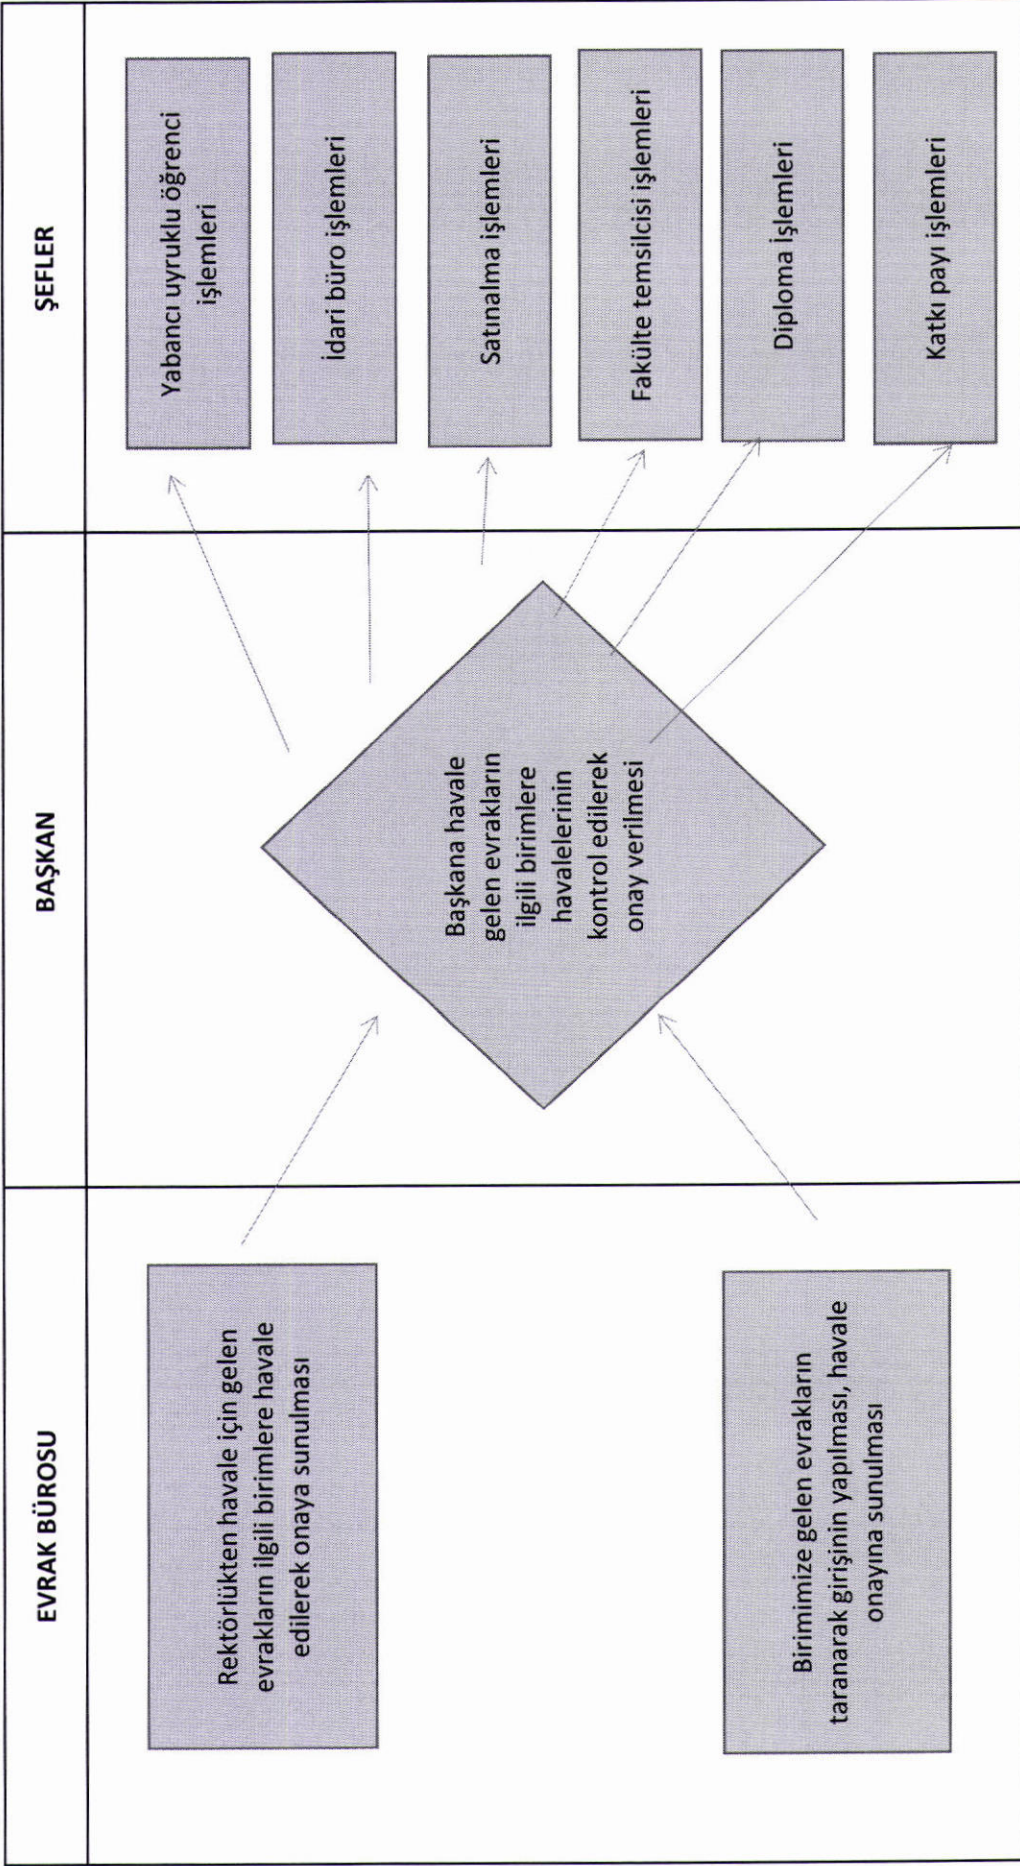 EVRAK BÜROSU
BAŞKAN
ŞEFLER
Rektörlükten havale için gelen
evrakların ilgili birimlere havale
edilerek onaya sunulması
Birimimize gelen evrakların
taranarak girişinin yapılması, havale
onayına sunulması
Başkana havale
gelen evrakların
ilgili birimlere
havalelerinin
kontrol edilerek
onay verilmesi
Yabancı uyruklu öğrenci
işlemleri
İdari büro işlemleri
Satınalma işlemleri
Fakülte temsilcisi işlemleri
Diploma işlemleri
Katkı payı işlemleri